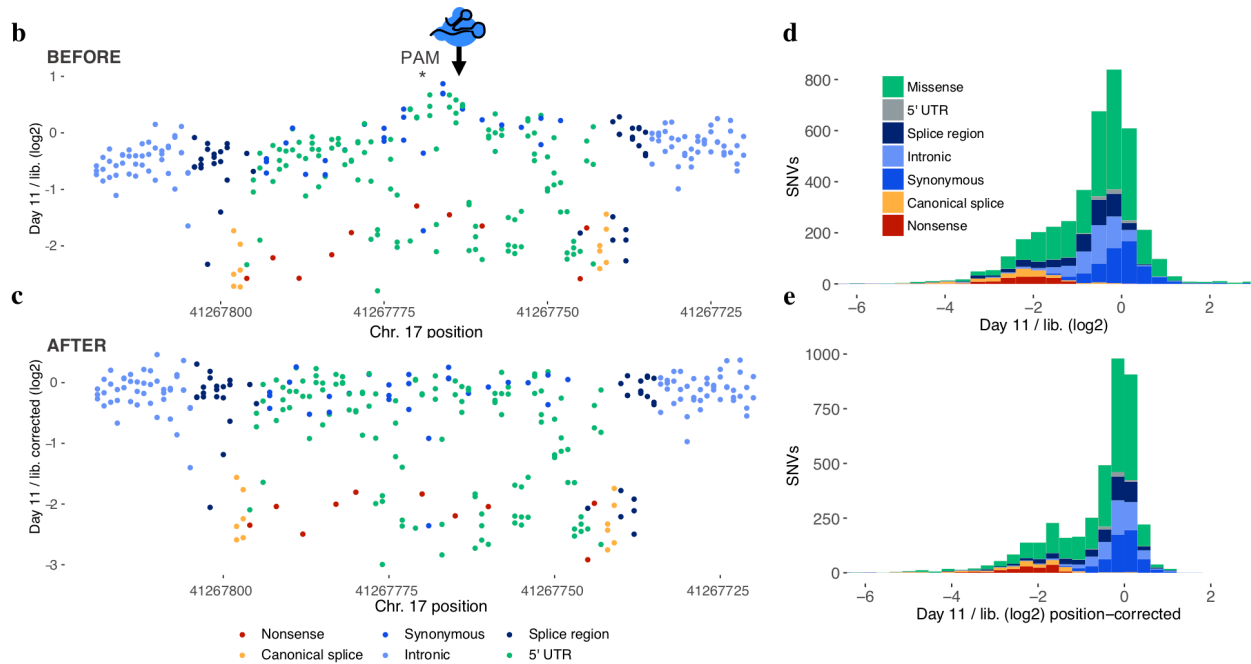 b
BEFORE
PAM
*
1
0
-1
-2
Day 11 / lib. (log2)
41267800
41267775
41267750
41267725
Chr. 17 position
c
AFTER
0
-1
-2
-3
Day 11 / lib. corrected (log2)
41267800
41267775
41267750
41267725
Chr. 17 position
Nonsense
Synonymous
Splice region
Canonical splice
Intronic
5' UTR
d
800
600
400
200
0
SNVs
Missense
5' UTR
Splice region
Intronic
Synonymous
Canonical splice
Nonsense
−6
−4
−2
0
2
Day 11 / lib. (log2)
e
1000
750
500
250
0
SNVs
−6
−4
−2
0
2
Day 11 / lib. (log2) position−corrected